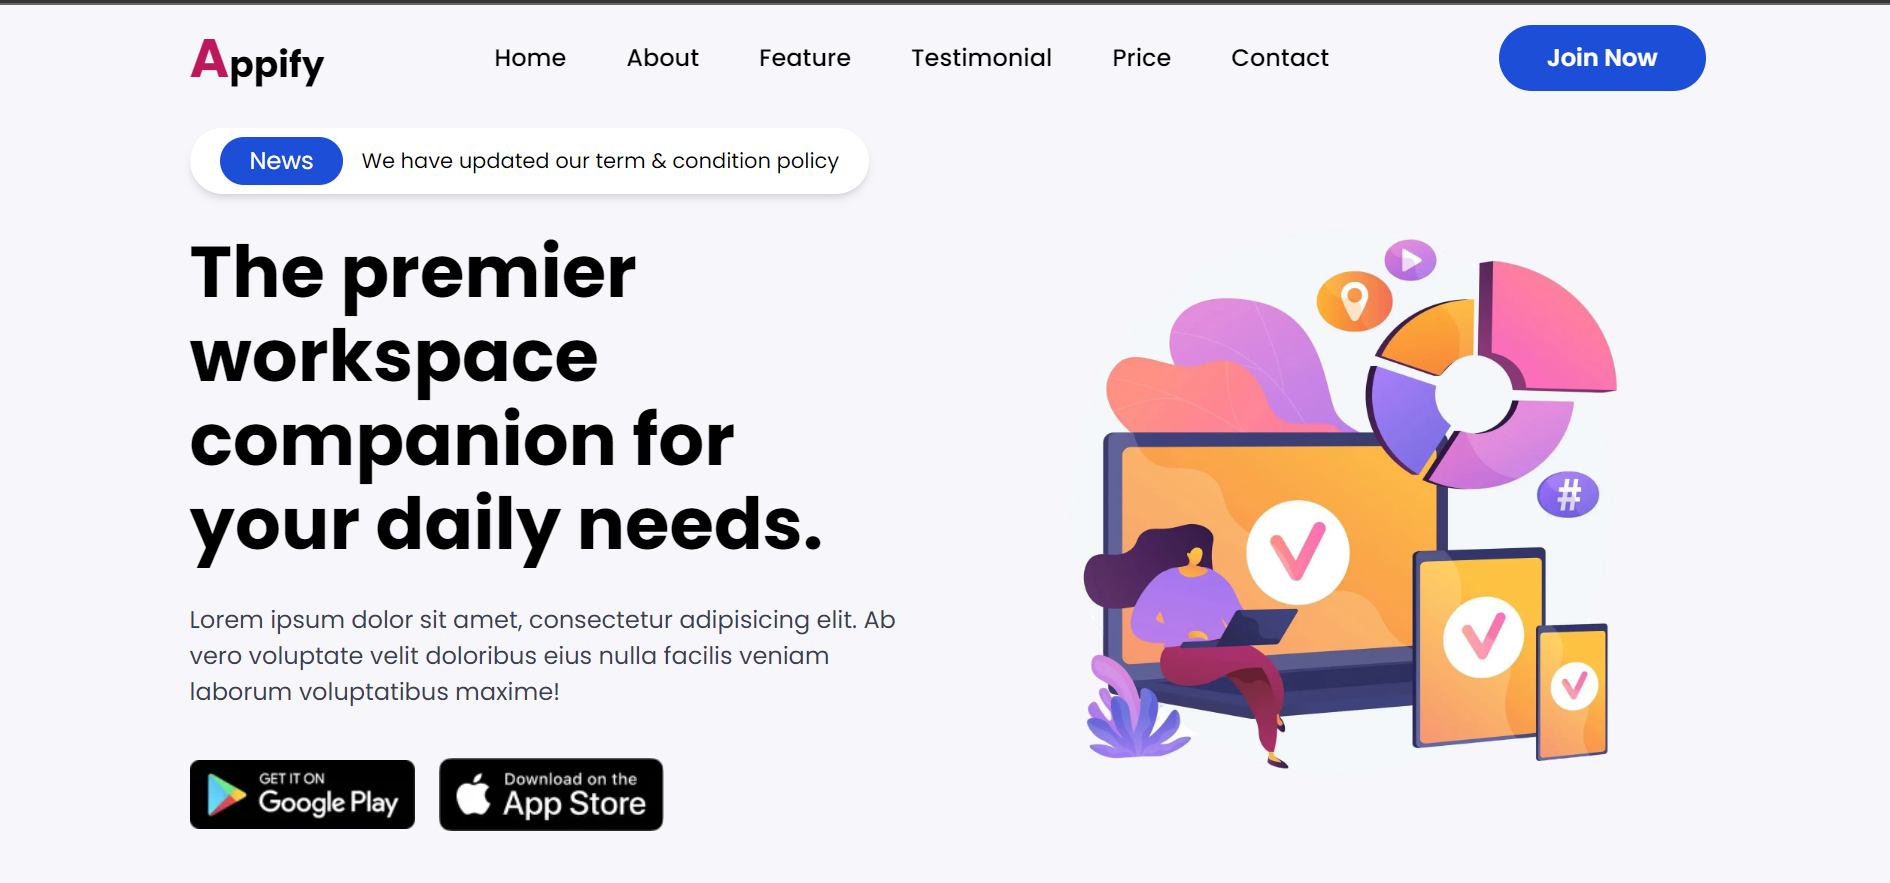 Appify
Home About Feature Testimonial Price Contact
Join Now
News We have updated our term & condition policy
The premier
workspace
companion for
your daily needs.
Lorem ipsum dolor sit amet, consectetur adipisicing elit. Ab
vero voluptate velit doloribus eius nulla facilis veniam
laborum voluptatibus maxime!
GET IT ON
Google Play
Download on the
App Store
#